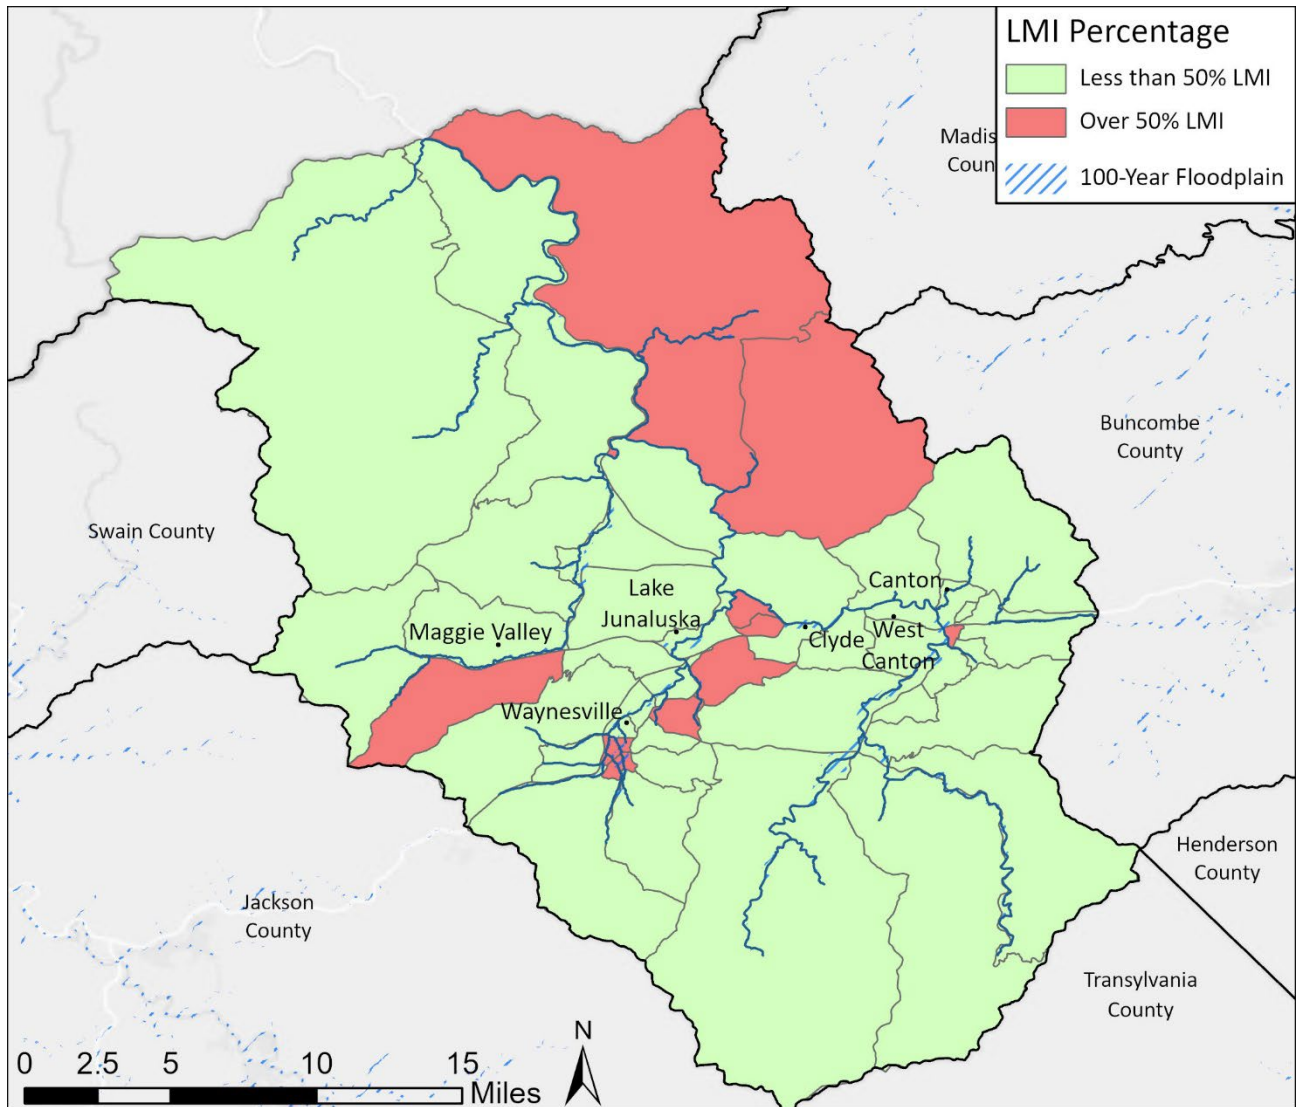 LMI Percentage
Less than 50% LMI
Over 50% LMI
100-Year Floodplain
Madis
Coun
Buncombe
County
Swain County
Canton
Lake
Junaluska
Maggie Valley
Clyde
West
Canton
Waynesville
Henderson
County
Jackson
County
Transylvania
County
N
0 2.5 5 10 15
Miles